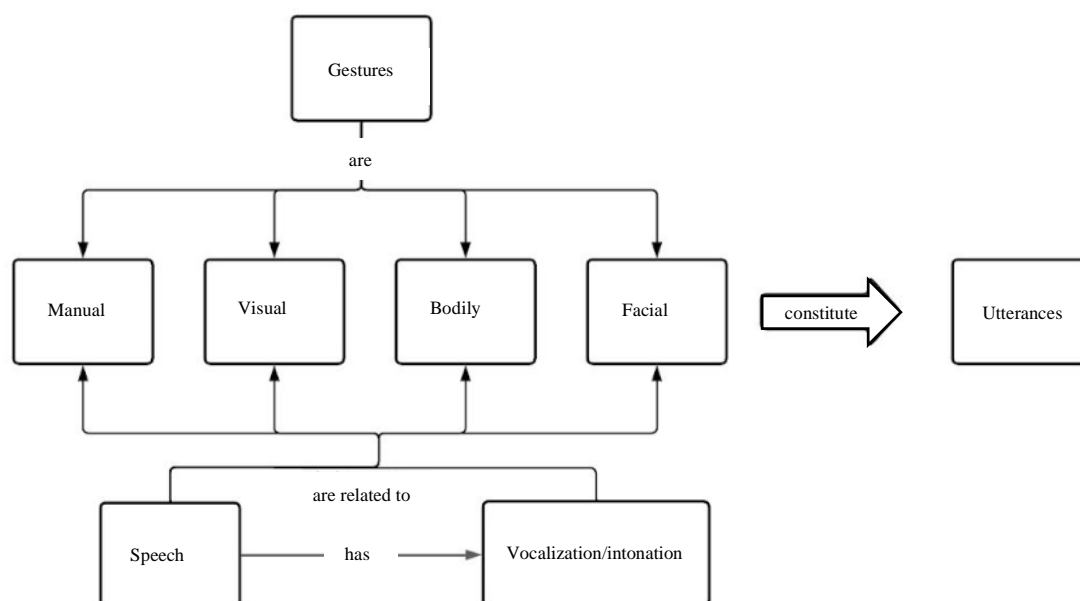 Gestures
are
Manual
Visual
Bodily
Facial
constitute
Utterances
are related to
Speech
has
Vocalization/intonation